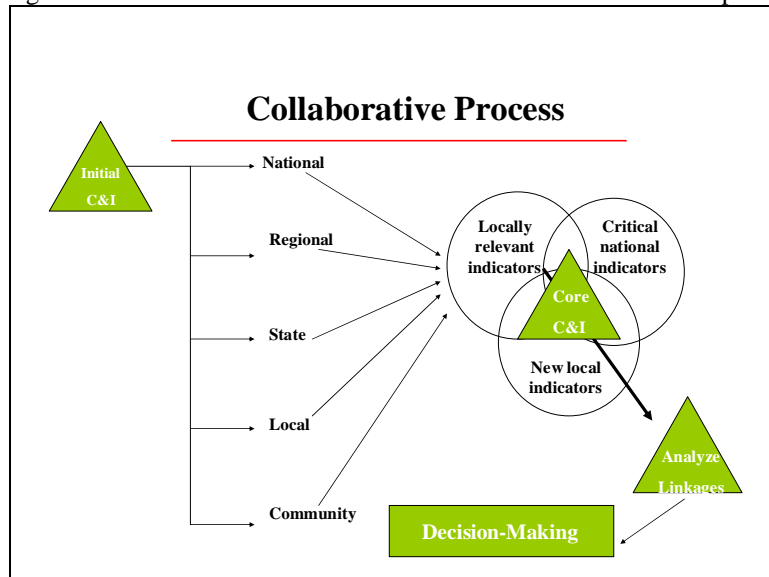 Collaborative Process
Initial
C&I
National
Regional
State
Local
Community
Locally
relevant
indicators
Critical
national
indicators
Core
C&I
New local
indicators
Analyze
Linkages
Decision-Making